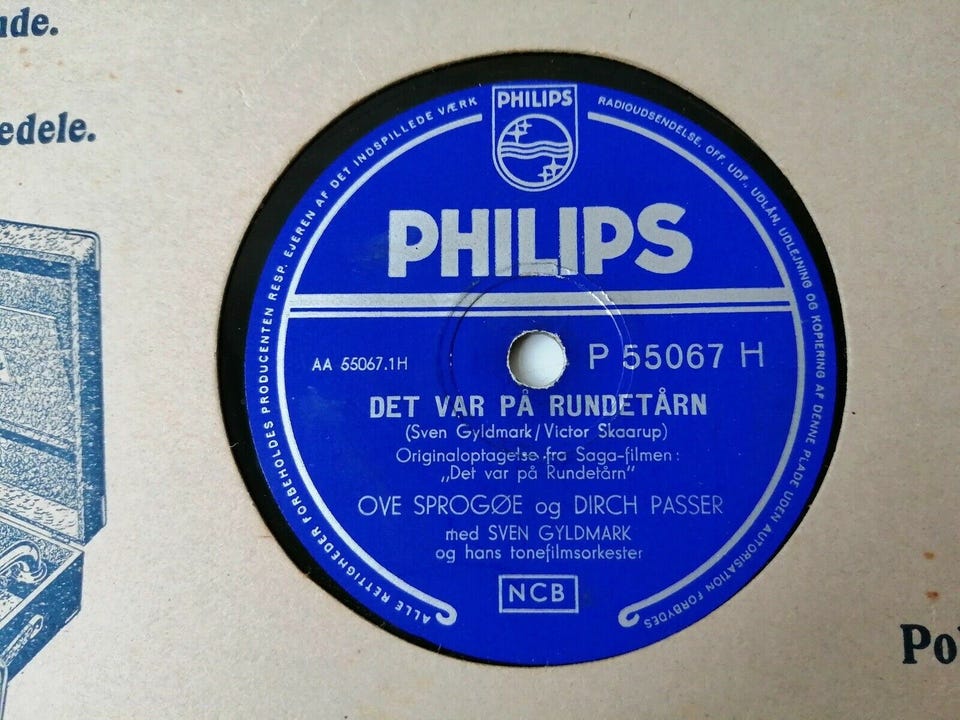 nde.
edele.
PHILIPS
PHILIPS
ALLE RETTIGHEDER FORBEHOLDES PRODUCENTEN RESP. EJEREN AF DET INDSPILLEDE VÆRK
RADIOUDSENDELSE, OFF. UDF., UDLÅN, UDLEJNING OG KOPIERING AF DENNE PLADE UDEN AUTORISATION FORBYDES
AA 55067.1H
P 55067 H
DET VAR PÅ RUNDETÅRN
(Sven Gyldmark/Victor Skaarup)
Originaloptagelse fra Saga-filmen:
„Det var på Rundetårn"
OVE SPROGØE og DIRCH PASSER
med SVEN GYLDMARK
og hans tonefilmsorkester
NCB